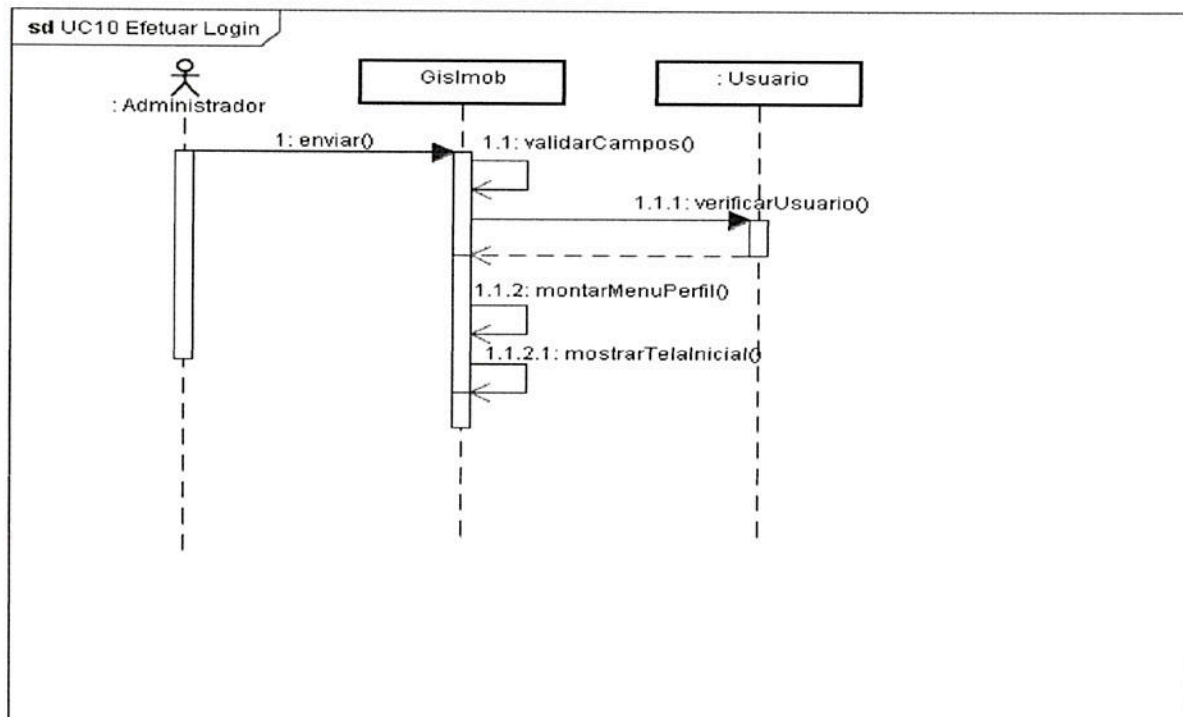 sd UC10 Efetuar Login
: Administrador
GisImob
: Usuario
1: enviar()
1.1: validarCampos()
1.1.1: verificarUsuario()
1.1.2: montarMenuPerfil()
1.1.2.1: mostrarTelaInicial()